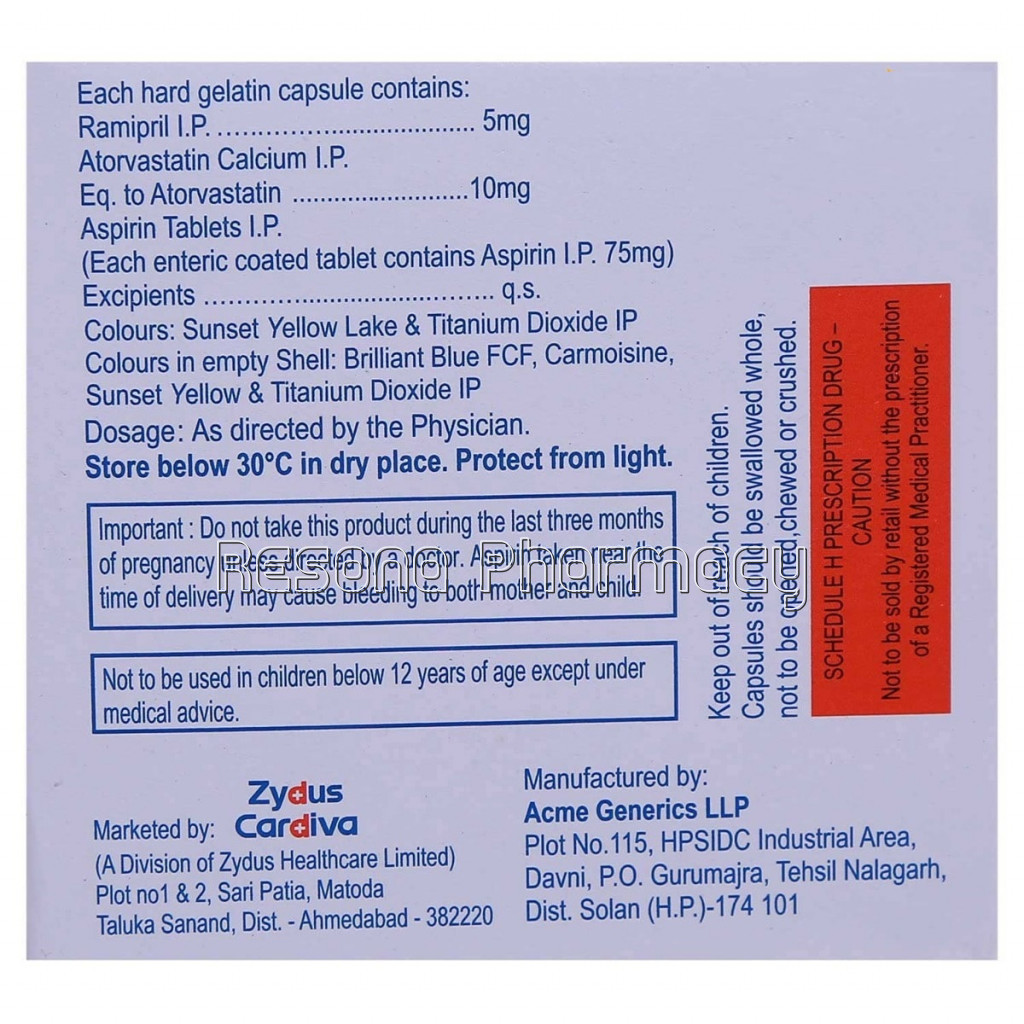 Each hard gelatin capsule contains:
Ramipril I.P. ........................................ 5mg
Atorvastatin Calcium I.P.
Eq. to Atorvastatin ..........................10mg
Aspirin Tablets I.P.
(Each enteric coated tablet contains Aspirin I.P. 75mg)
Excipients ............................................ q.s.
Colours: Sunset Yellow Lake & Titanium Dioxide IP
Colours in empty Shell: Brilliant Blue FCF, Carmoisine,
Sunset Yellow & Titanium Dioxide IP
Dosage: As directed by the Physician.
Store below 30°C in dry place. Protect from light.
Important : Do not take this product during the last three months
of pregnancy unless directed by a doctor. Aspirin taken near the
time of delivery may cause bleeding to both mother and child.
Resona Pharmacy
Not to be used in children below 12 years of age except under
medical advice.
Keep out of reach of children.
Capsules should be swallowed whole,
not to be opened,chewed or crushed.
SCHEDULE H PRESCRIPTION DRUG –
CAUTION
Not to be sold by retail without the prescription
of a Registered Medical Practitioner.
Marketed by: Zydus
Cardiva
(A Division of Zydus Healthcare Limited)
Plot no1 & 2, Sari Patia, Matoda
Taluka Sanand, Dist. - Ahmedabad - 382220
Manufactured by:
Acme Generics LLP
Plot No.115, HPSIDC Industrial Area,
Davni, P.O. Gurumajra, Tehsil Nalagarh,
Dist. Solan (H.P.)-174 101